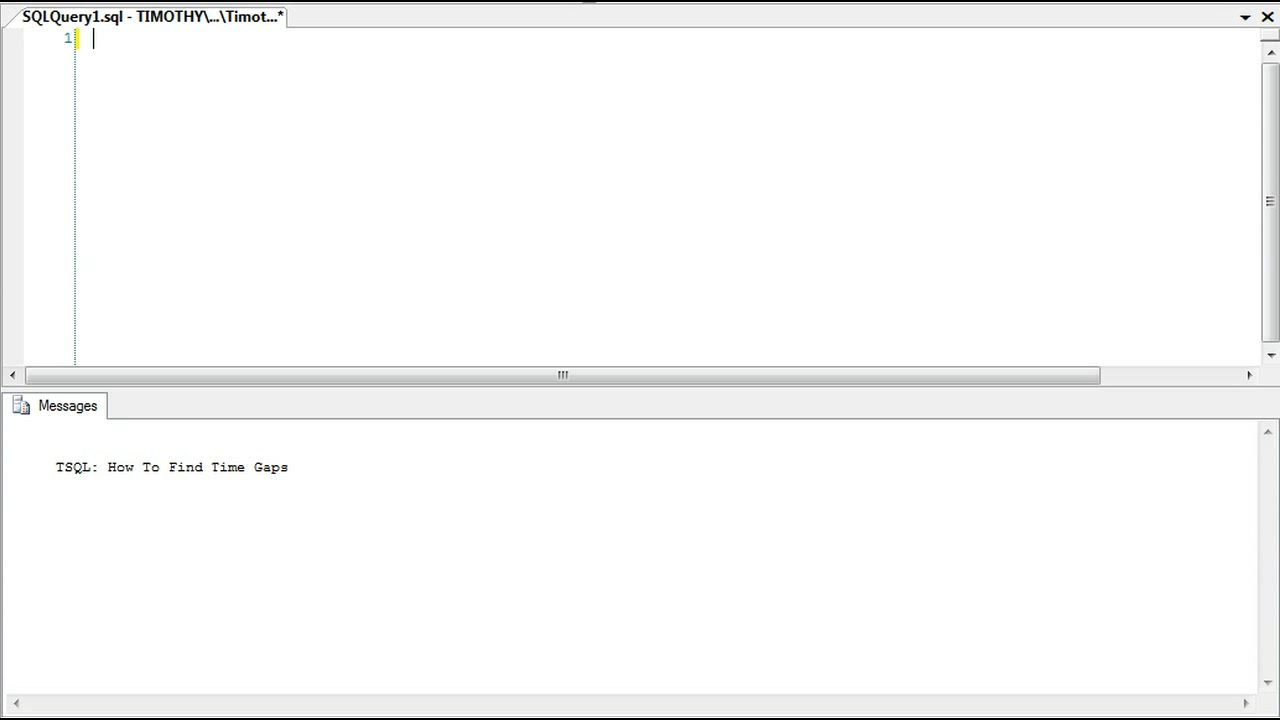 SQLQuery1.sql - TIMOTHY\...\Timot...*
1
Messages
TSQL: How To Find Time Gaps